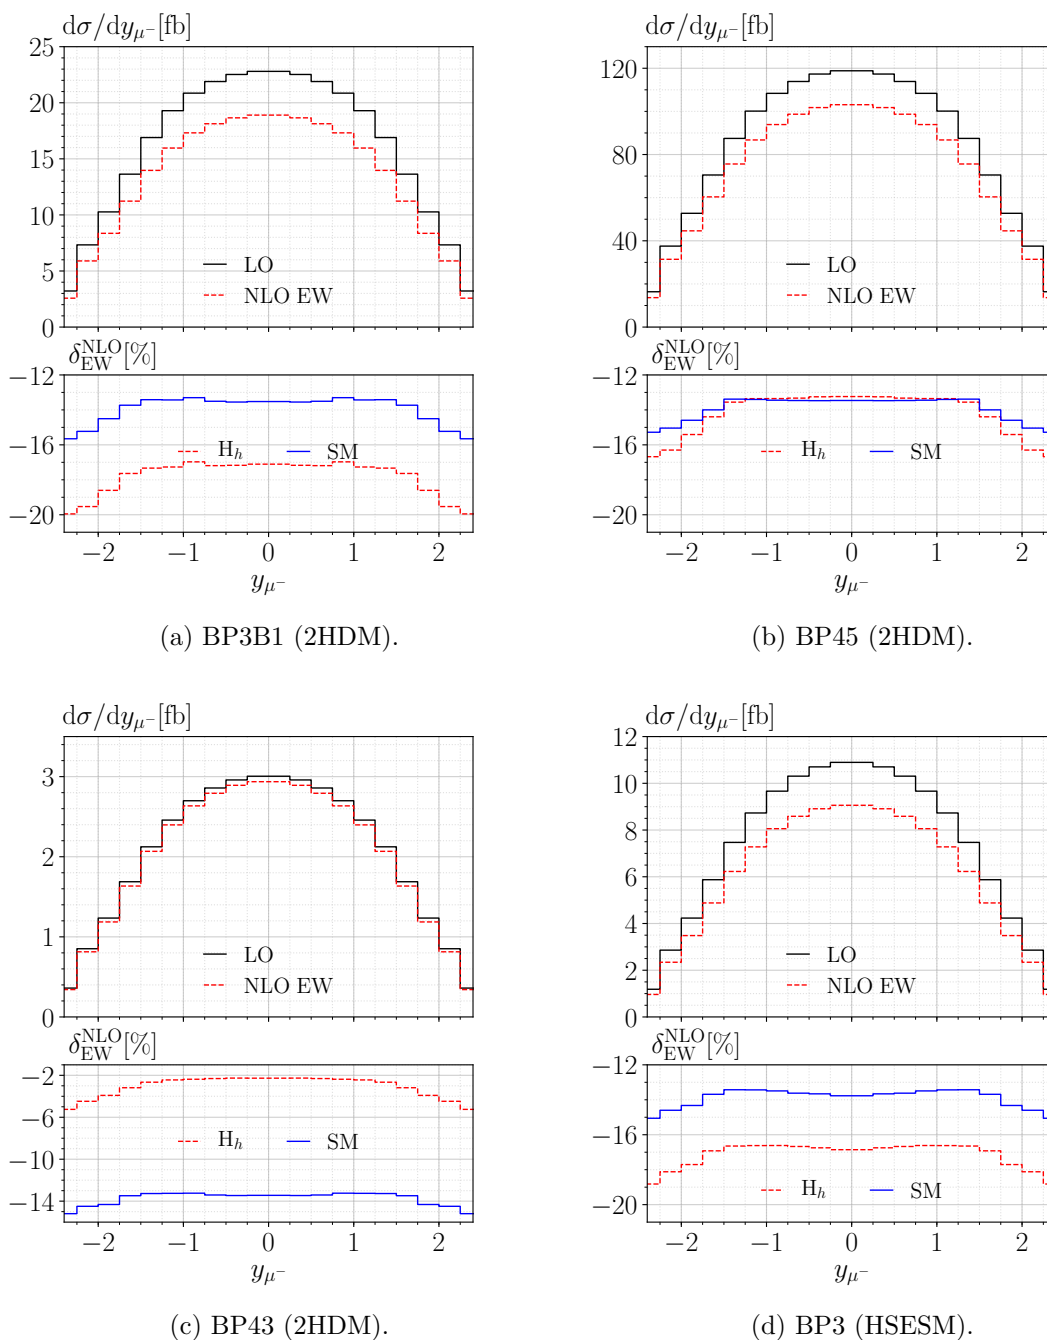 dσ/dy_{μ⁻}[fb]
25
20
15
10
5
0
LO
NLO EW
δ_{EW}^{NLO}[%]
−12
−16
−20
H_h SM
−2 −1 0 1 2
y_{μ⁻}
(a) BP3B1 (2HDM).
dσ/dy_{μ⁻}[fb]
120
80
40
0
LO
NLO EW
δ_{EW}^{NLO}[%]
−12
−16
−20
H_h SM
−2 −1 0 1 2
y_{μ⁻}
(b) BP45 (2HDM).
dσ/dy_{μ⁻}[fb]
3
2
1
0
LO
NLO EW
δ_{EW}^{NLO}[%]
−2
−6
−10
−14
H_h SM
−2 −1 0 1 2
y_{μ⁻}
(c) BP43 (2HDM).
dσ/dy_{μ⁻}[fb]
12
10
8
6
4
2
0
LO
NLO EW
δ_{EW}^{NLO}[%]
−12
−16
−20
H_h SM
−2 −1 0 1 2
y_{μ⁻}
(d) BP3 (HSESM).